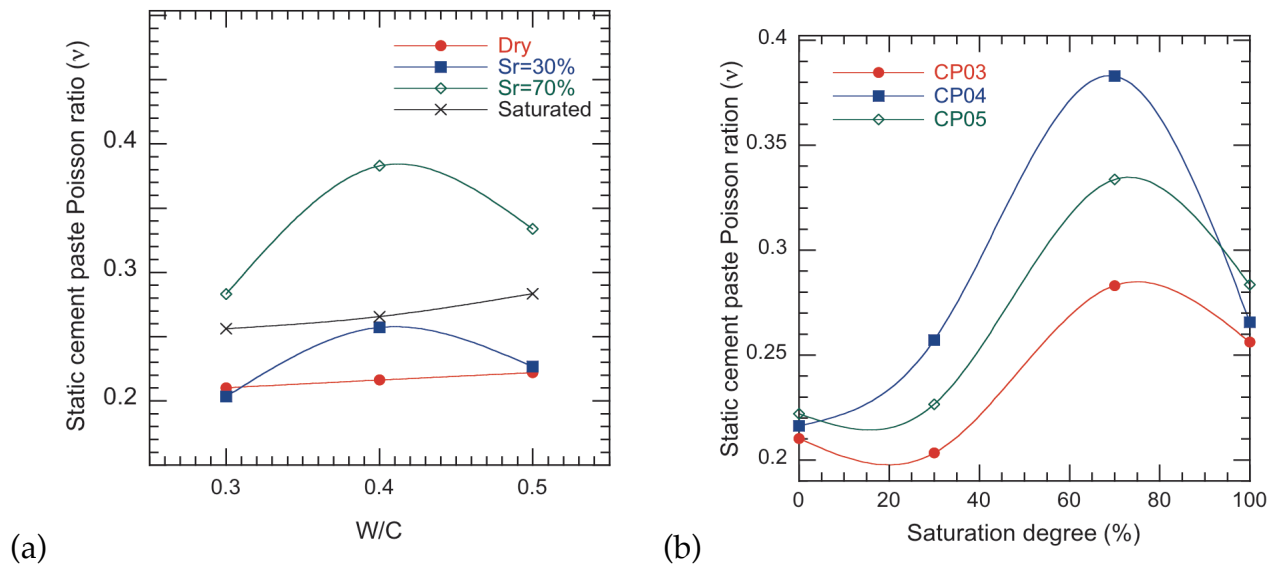 Static cement paste Poisson ratio (ν)
0.4
0.3
0.2
Dry
Sr=30%
Sr=70%
Saturated
0.3 0.4 0.5
W/C
(a)
Static cement paste Poisson ration (ν)
0.4
0.35
0.3
0.25
0.2
CP03
CP04
CP05
0 20 40 60 80 100
Saturation degree (%)
(b)